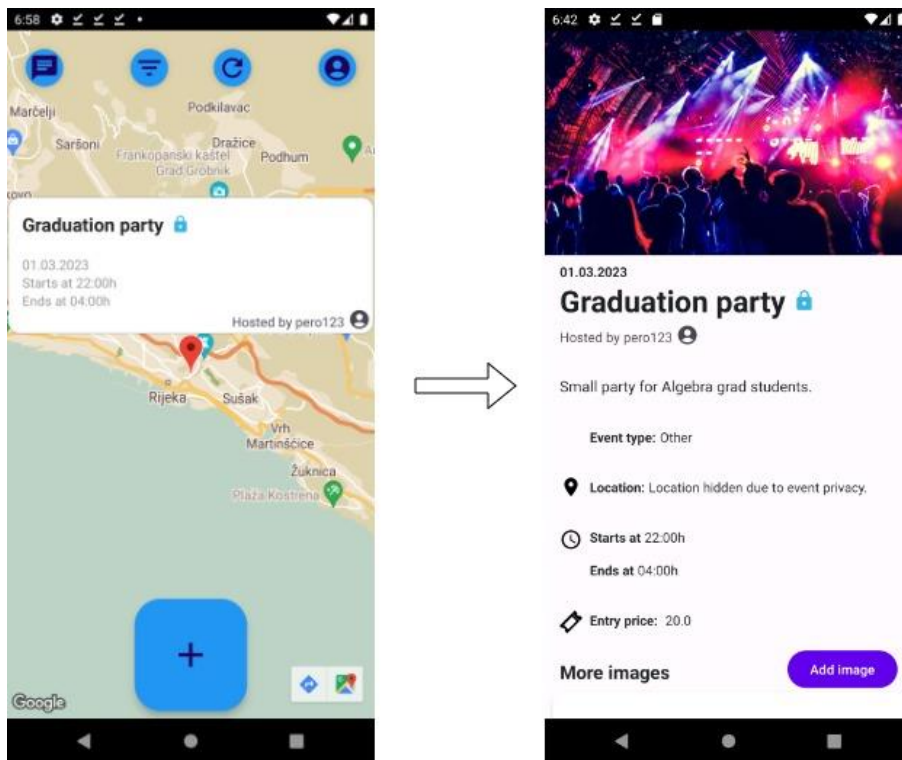 6:58
Marčelji
Podkilavac
Saršoni
Dražice
Frankopanski kaštel
Grad Grobnik
Podhum
Graduation party
01.03.2023
Starts at 22:00h
Ends at 04:00h
Hosted by pero123
Rijeka
Sušak
Vrh
Martinšćice
Žuknica
Plaža Kostrena
+
Google
6:42
01.03.2023
Graduation party
Hosted by pero123
Small party for Algebra grad students.
Event type: Other
Location: Location hidden due to event privacy.
Starts at 22:00h
Ends at 04:00h
Entry price: 20.0
More images
Add image